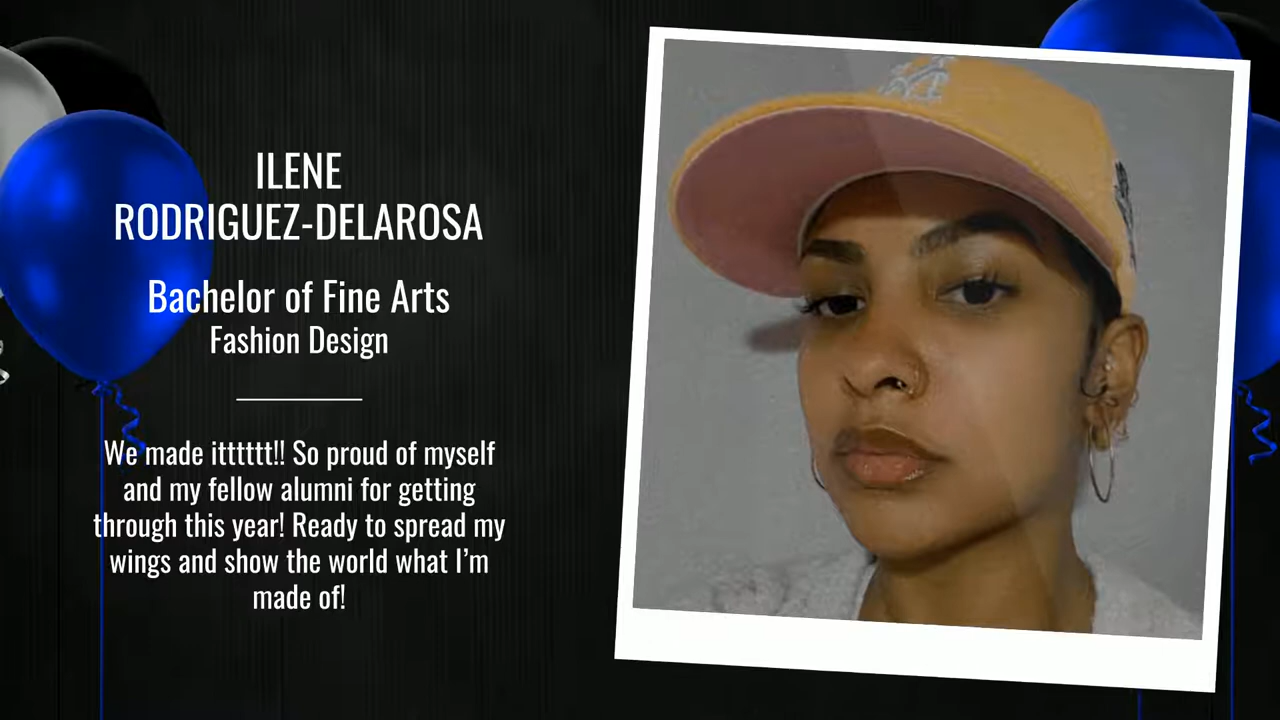 ILENE
RODRIGUEZ-DELAROSA
Bachelor of Fine Arts
Fashion Design
We made itttttt!! So proud of myself
and my fellow alumni for getting
through this year! Ready to spread my
wings and show the world what I’m
made of!